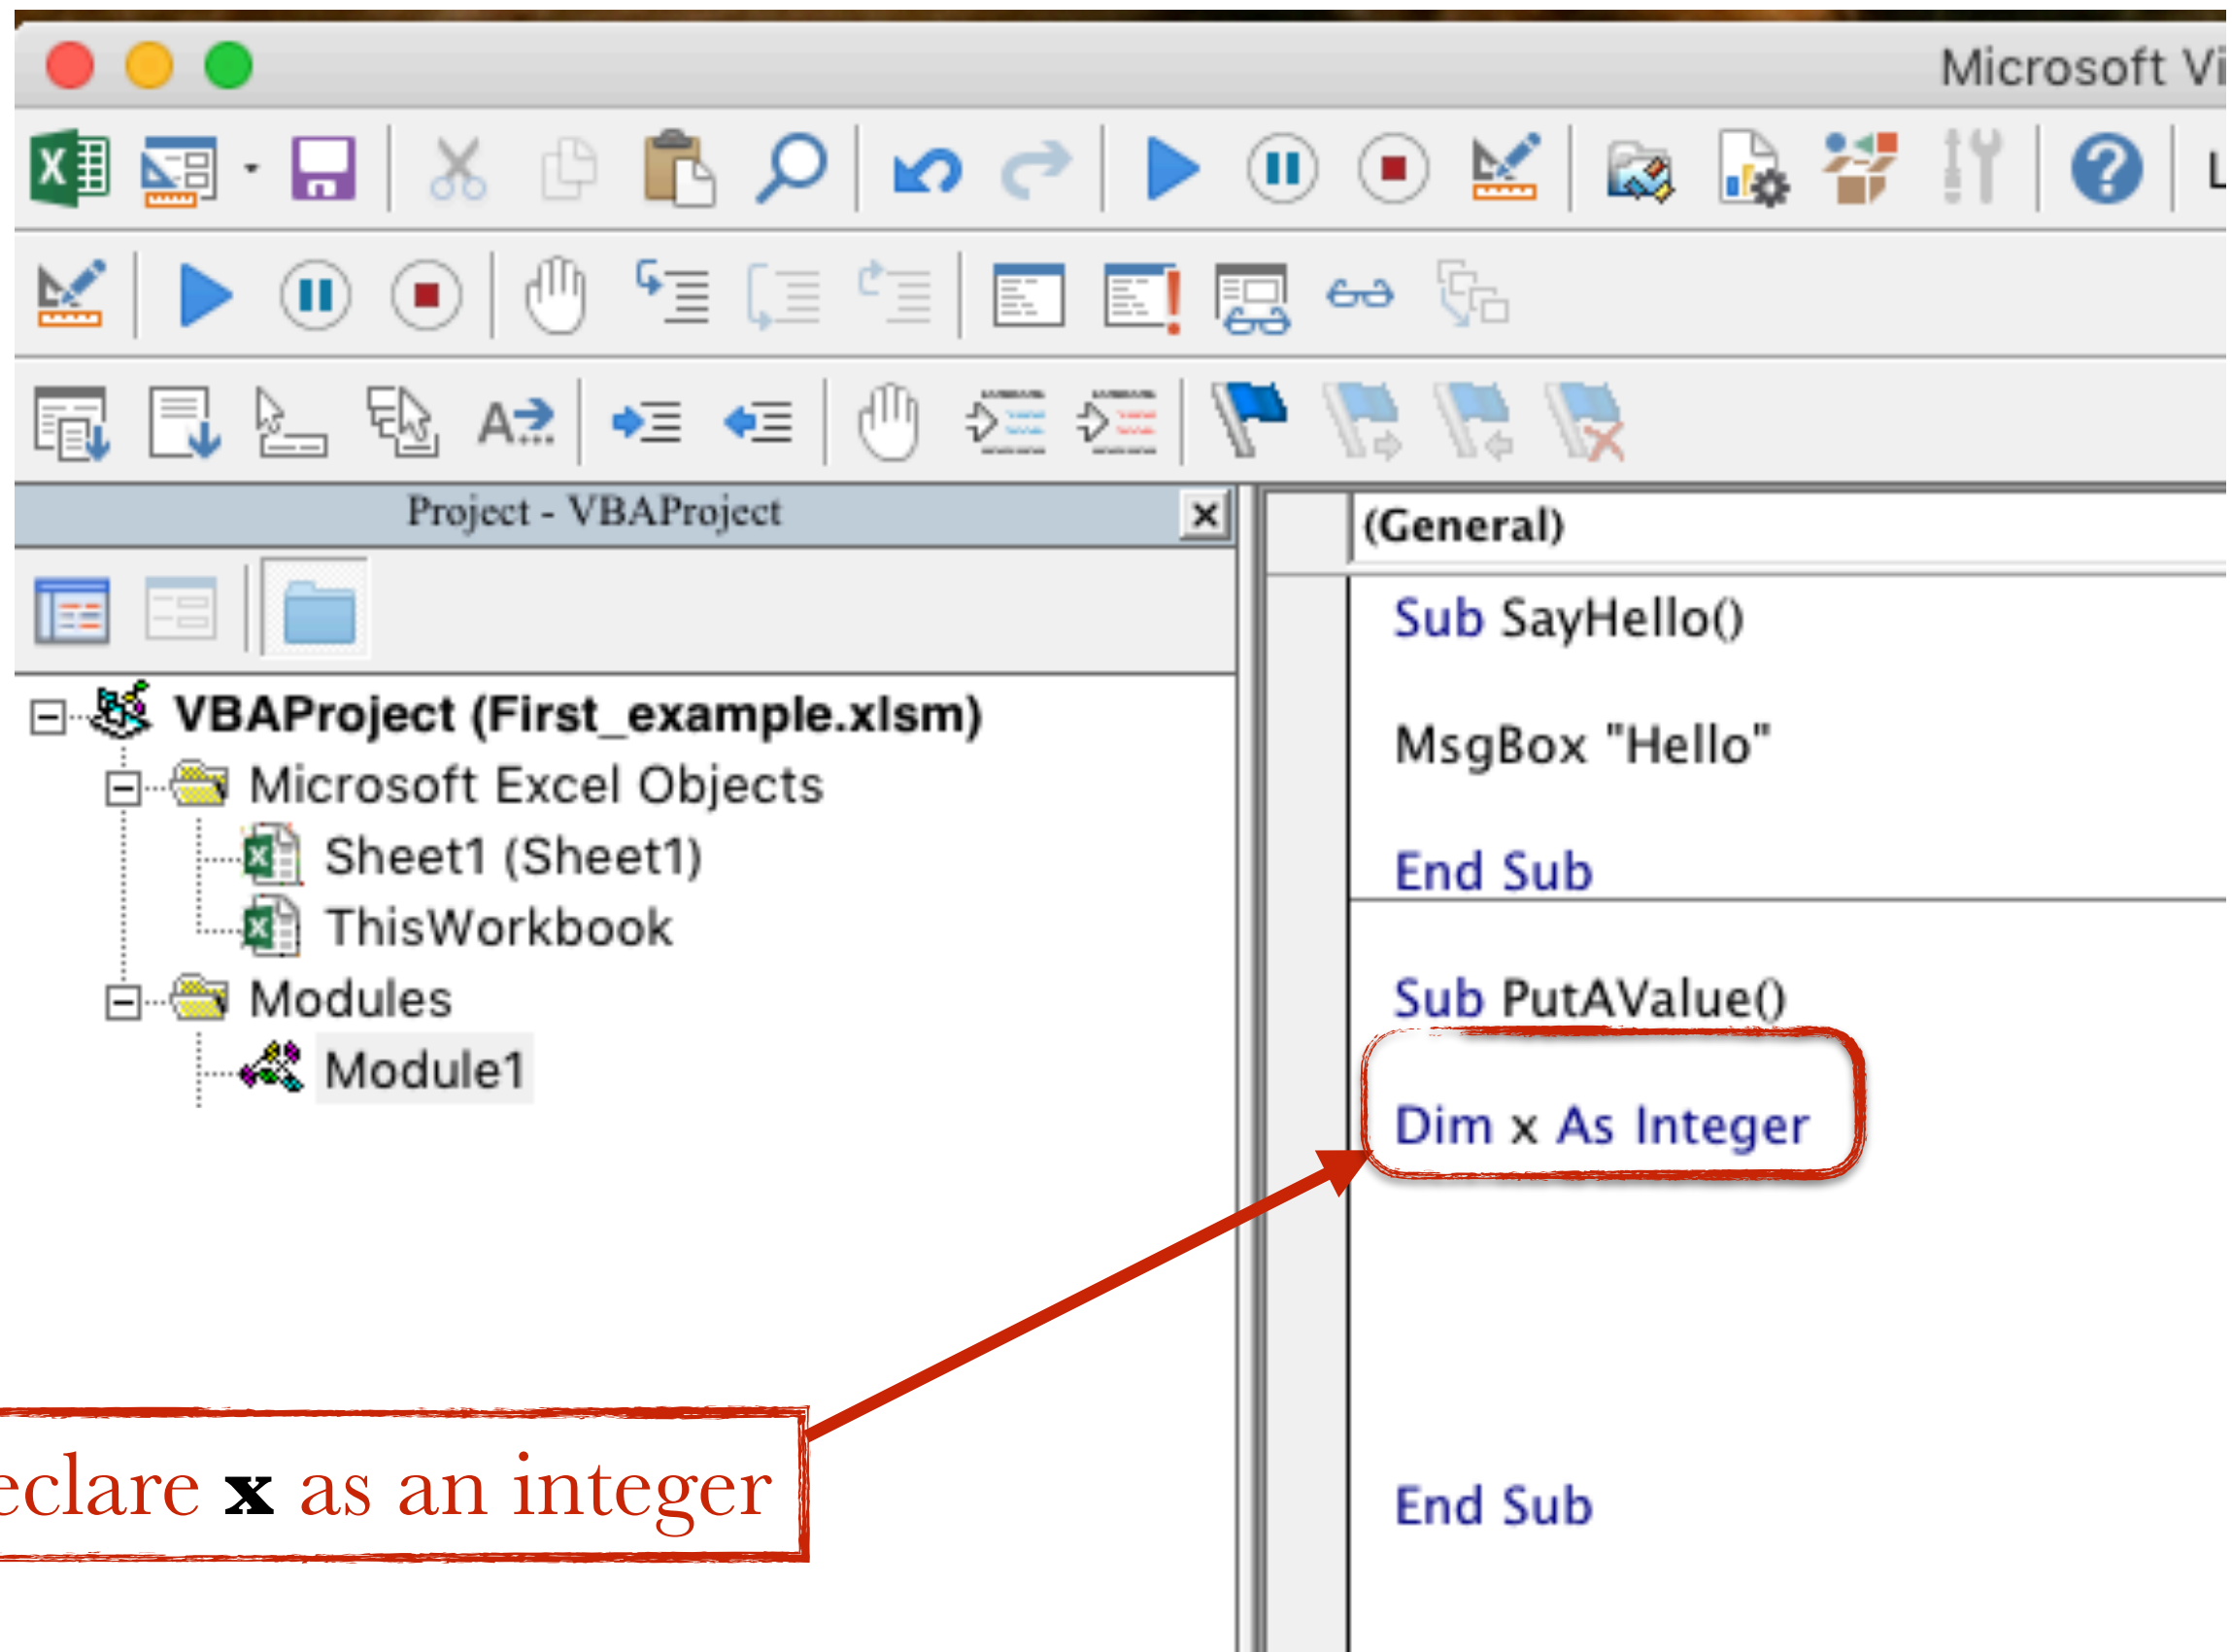 Microsoft Vi
Project - VBAProject
(General)
VBAProject (First_example.xlsm)
Microsoft Excel Objects
Sheet1 (Sheet1)
ThisWorkbook
Modules
Module1
Sub SayHello()
MsgBox "Hello"
End Sub
Sub PutAValue()
Dim x As Integer
End Sub
eclare x as an integer